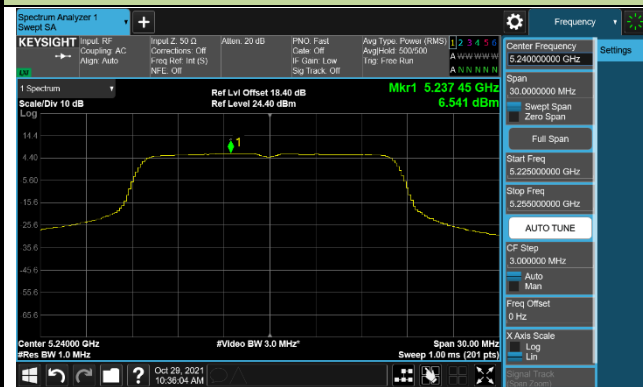 Spectrum Analyzer 1
Swept SA
Frequency
KEYSIGHT
Input: RF
Coupling: AC
Align: Auto
Input Z: 50 Ω
Corrections: Off
Freq Ref: Int (S)
NFE: Off
Atten: 20 dB
PNO: Fast
Gate: Off
IF Gain: Low
Sig Track: Off
Avg Type: Power (RMS)
Avg|Hold: 500/500
Trig: Free Run
1 2 3 4 5 6
A W W W W W
A N N N N N
1 Spectrum
Scale/Div 10 dB
Log
Ref Lvl Offset 18.40 dB
Ref Level 24.40 dBm
Mkr1 5.237 45 GHz
6.541 dBm
1
14.4
4.40
-5.60
-15.6
-25.6
-35.6
-45.6
-55.6
-65.6
Center 5.24000 GHz
#Res BW 1.0 MHz
#Video BW 3.0 MHz*
Span 30.00 MHz
Sweep 1.00 ms (201 pts)
Center Frequency
5.240000000 GHz
Settings
Span
30.0000000 MHz
Swept Span
Zero Span
Full Span
Start Freq
5.225000000 GHz
Stop Freq
5.255000000 GHz
AUTO TUNE
CF Step
3.000000 MHz
Auto
Man
Freq Offset
0 Hz
X Axis Scale
Log
Lin
Signal Track
(Span Zoom)
Oct 29, 2021
10:36:04 AM